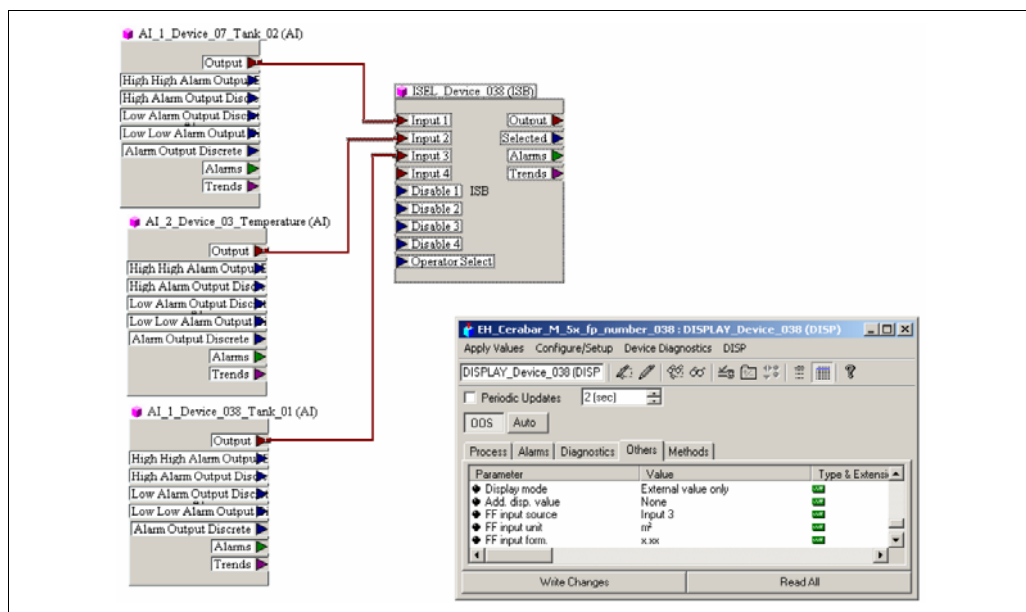 AI_1_Device_07_Tank_02 (AI)
Output
High High Alarm Outpu
High Alarm Output Disc
Low Alarm Output Disc
Low Low Alarm Output
Alarm Output Discrete
Alarms
Trends
AI_2_Device_03_Temperature (AI)
Output
High High Alarm Outpu
High Alarm Output Disc
Low Alarm Output Disc
Low Low Alarm Output
Alarm Output Discrete
Alarms
Trends
AI_1_Device_038_Tank_01 (AI)
Output
High High Alarm Outpu
High Alarm Output Disc
Low Alarm Output Disc
Low Low Alarm Output
Alarm Output Discrete
Alarms
Trends
ISEL_Device_038 (ISB)
Input 1 Output
Input 2 Selected
Input 3 Alarms
Input 4 Trends
Disable 1 ISB
Disable 2
Disable 3
Disable 4
Operator Select
EH_Cerabar_M_5x_fp_number_038 : DISPLAY_Device_038 (DISP)
Apply Values Configure/Setup Device Diagnostics DISP
DISPLAY_Device_038 (DISP
Periodic Updates 2 (sec)
OOS Auto
Process Alarms Diagnostics Others Methods
Parameter Value Type & Extensi
Display mode External value only
Add. disp. value None
FF input source Input 3
FF input unit m²
FF input form. x.xx
Write Changes Read All